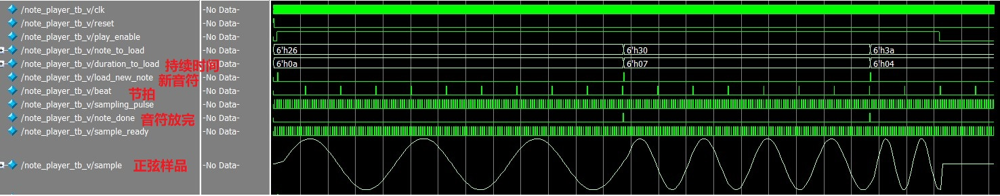 /note_player_tb_v/clk -No Data-
/note_player_tb_v/reset -No Data-
/note_player_tb_v/play_enable -No Data-
/note_player_tb_v/note_to_load -No Data- 6'h26 6'h30 6'h3a
/note_player_tb_v/duration_to_load 持续时间 -No Data- 6'h0a 6'h07 6'h04
/note_player_tb_v/load_new_note 新音符 -No Data-
/note_player_tb_v/beat 节拍 -No Data-
/note_player_tb_v/sampling_pulse -No Data-
/note_player_tb_v/note_done 音符放完 -No Data-
/note_player_tb_v/sample_ready -No Data-
/note_player_tb_v/sample 正弦样品 -No Data-